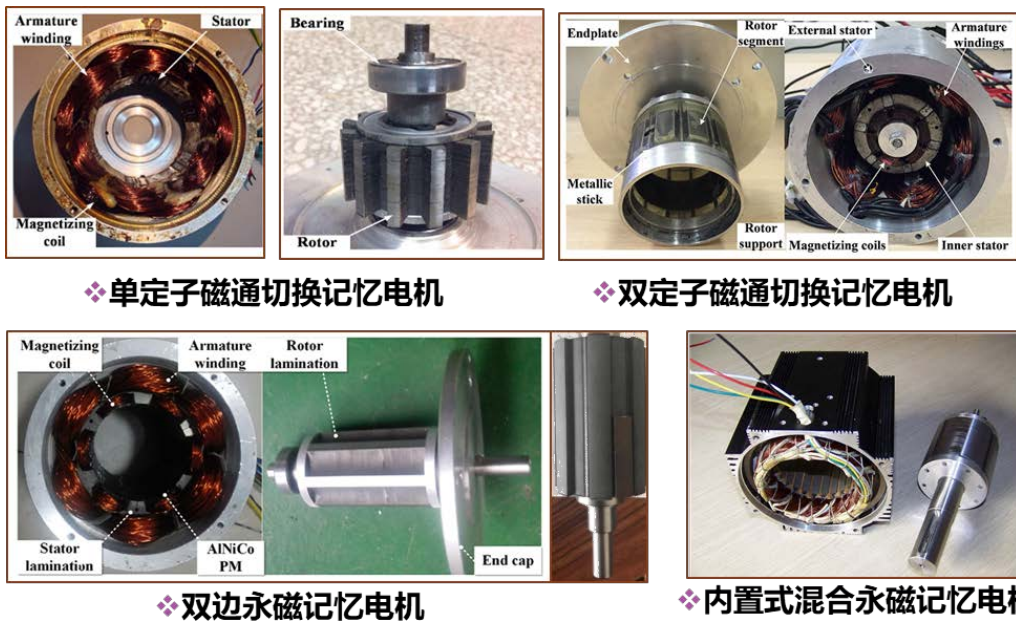 Armature
winding
Stator
Magnetizing
coil
Bearing
Rotor
Endplate
Rotor
segment
External stator
Armature
windings
Metallic
stick
Rotor
support
Magnetizing coils
Inner stator
❖单定子磁通切换记忆电机
❖双定子磁通切换记忆电机
Magnetizing
coil
Armature
winding
Rotor
lamination
Stator
lamination
AlNiCo
PM
End cap
❖双边永磁记忆电机
❖内置式混合永磁记忆电机